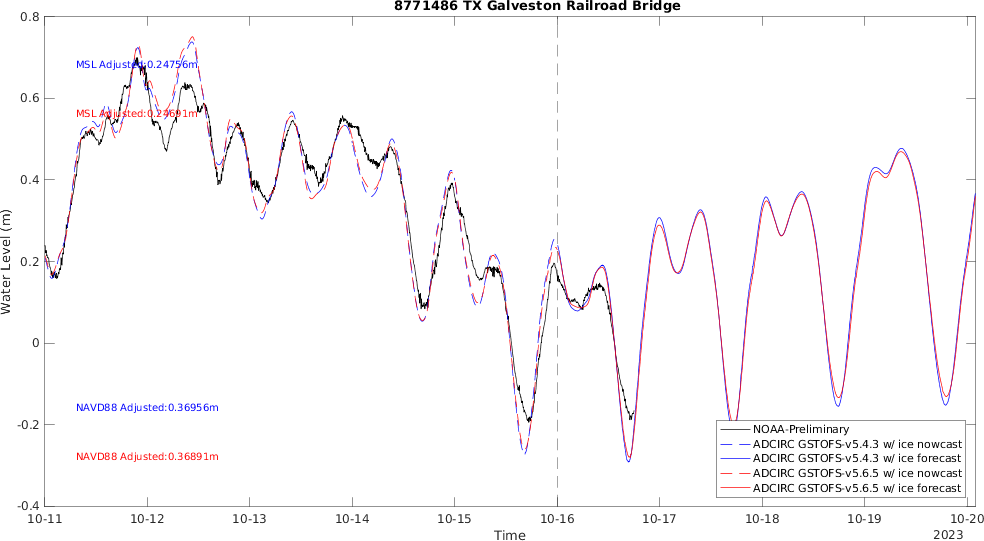 8771486 TX Galveston Railroad Bridge
0.8
0.6
0.4
0.2
0
-0.2
-0.4
Water Level (m)
MSL Adjusted:0.24756m
MSL Adjusted:0.24691m
NAVD88 Adjusted:0.36956m
NAVD88 Adjusted:0.36891m
NOAA-Preliminary
ADCIRC GSTOFS-v5.4.3 w/ ice nowcast
ADCIRC GSTOFS-v5.4.3 w/ ice forecast
ADCIRC GSTOFS-v5.6.5 w/ ice nowcast
ADCIRC GSTOFS-v5.6.5 w/ ice forecast
10-11 10-12 10-13 10-14 10-15 10-16 10-17 10-18 10-19 10-20
Time
2023